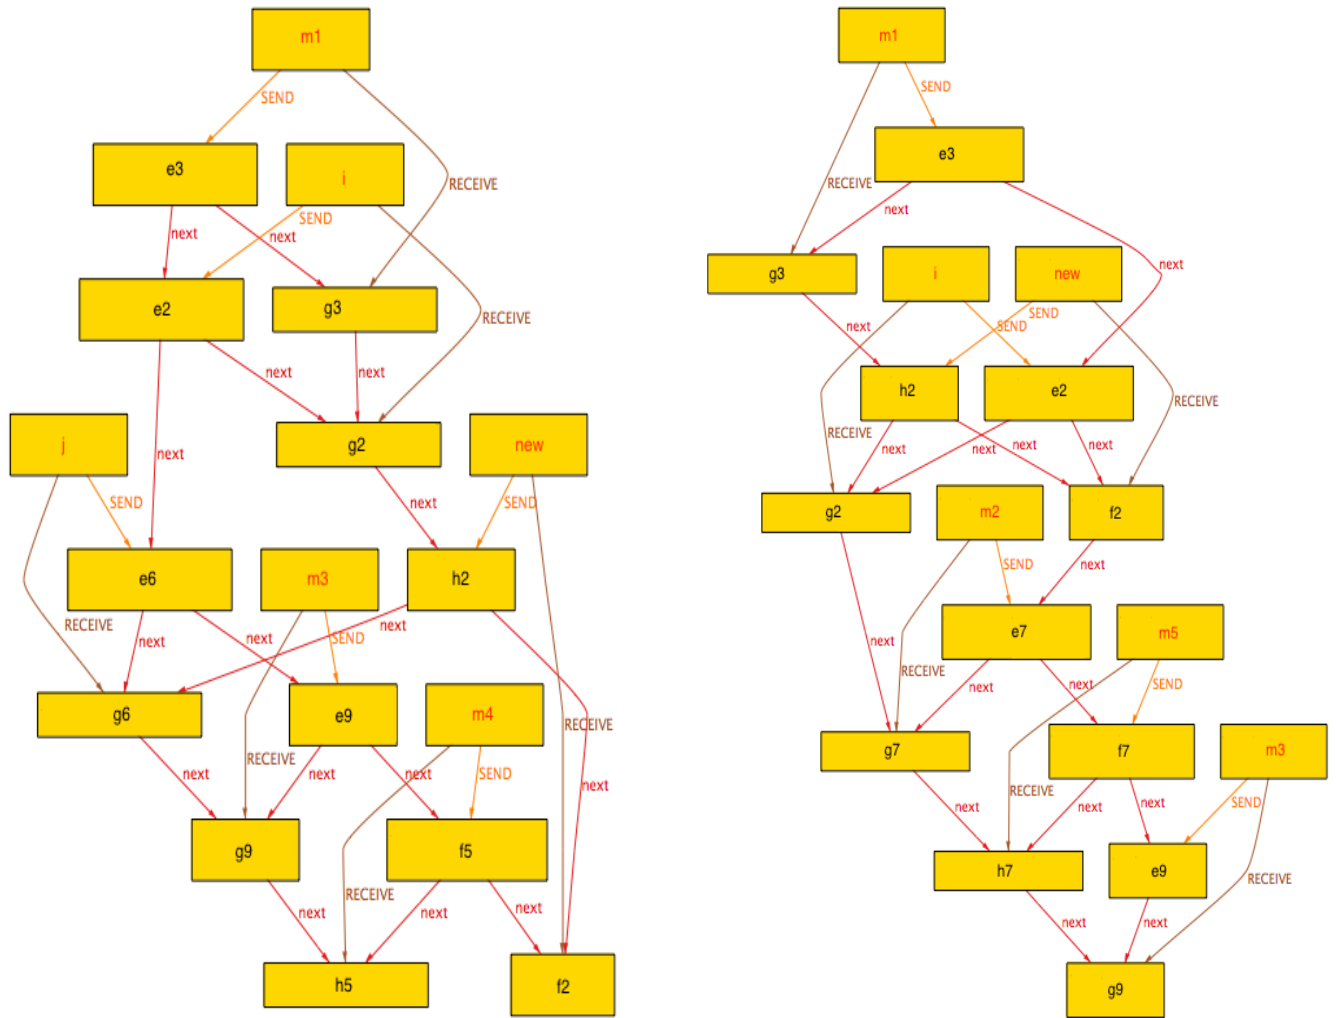 m1
SEND
e3
i
RECEIVE
next
next
SEND
e2
g3
RECEIVE
next
next
j
g2
new
next
SEND
next
SEND
e6
m3
h2
RECEIVE
next
next
SEND
next
g6
e9
m4
RECEIVE
RECEIVE
next
next
next
SEND
next
g9
f5
RECEIVE
next
next
next
h5
f2
m1
SEND
e3
RECEIVE
next
next
g3
i
new
next
SEND
SEND
h2
e2
RECEIVE
RECEIVE
next
next
next
next
g2
m2
f2
SEND
next
e7
m5
next
RECEIVE
next
next
SEND
g7
f7
m3
next
RECEIVE
next
next
SEND
h7
e9
RECEIVE
next
next
g9